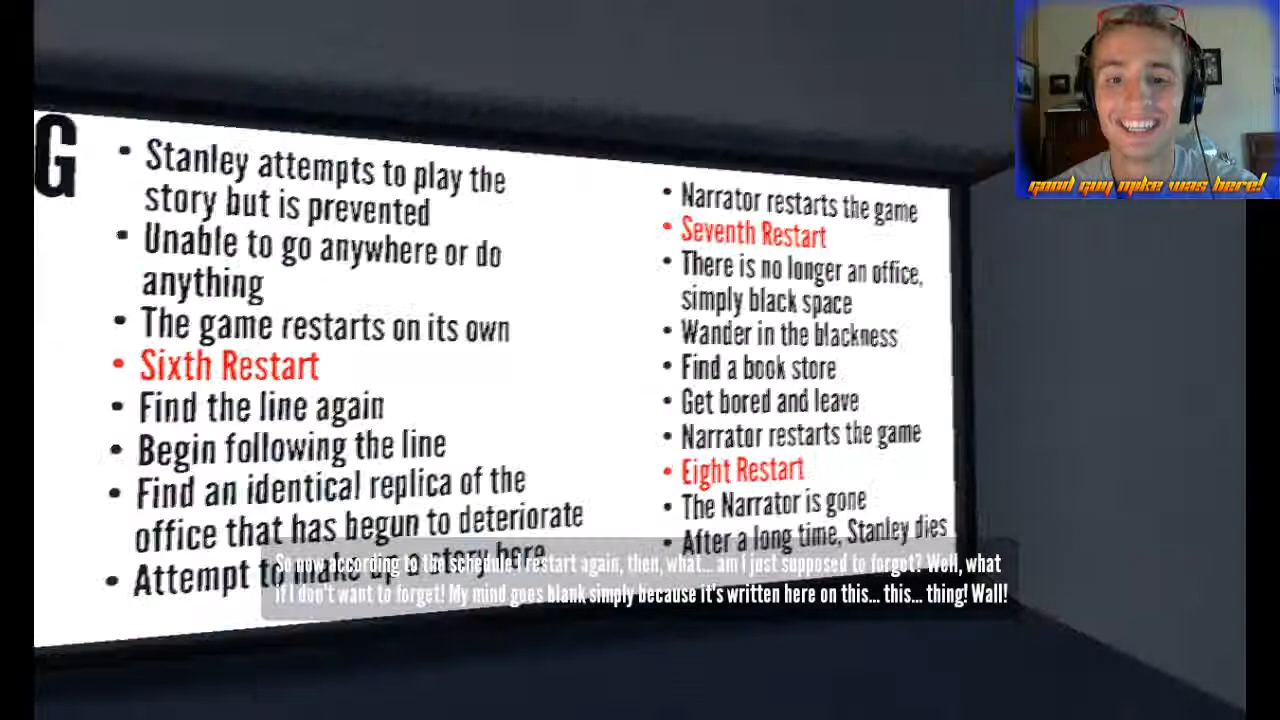 G
• Stanley attempts to play the
story but is prevented
• Unable to go anywhere or do
anything
• The game restarts on its own
• Sixth Restart
• Find the line again
• Begin following the line
• Find an identical replica of the
office that has begun to deteriorate
• Attempt to make up a story here
• Narrator restarts the game
• Seventh Restart
• There is no longer an office,
simply black space
• Wander in the blackness
• Find a book store
• Get bored and leave
• Narrator restarts the game
• Eight Restart
• The Narrator is gone
• After a long time, Stanley dies
So now according to the schedule I restart again, then, what... am I just supposed to forget? Well, what
if I don't want to forget! My mind goes blank simply because it's written here on this... this... thing! Wall!
good guy mike was here!